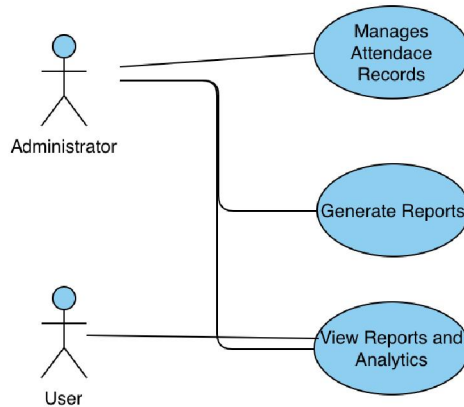 Manages
Attendace
Records
Administrator
Generate Reports
View Reports and
Analytics
User